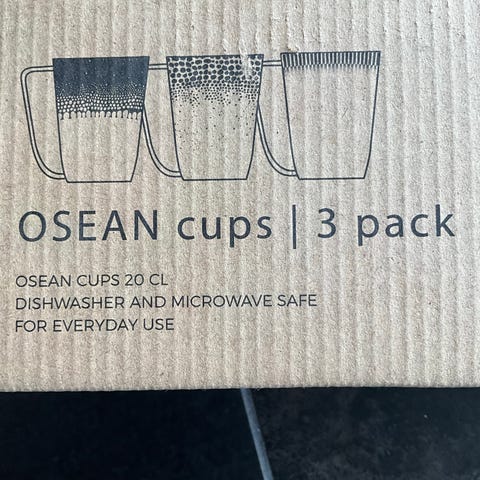 OSEAN cups | 3 pack
OSEAN CUPS 20 CL
DISHWASHER AND MICROWAVE SAFE
FOR EVERYDAY USE